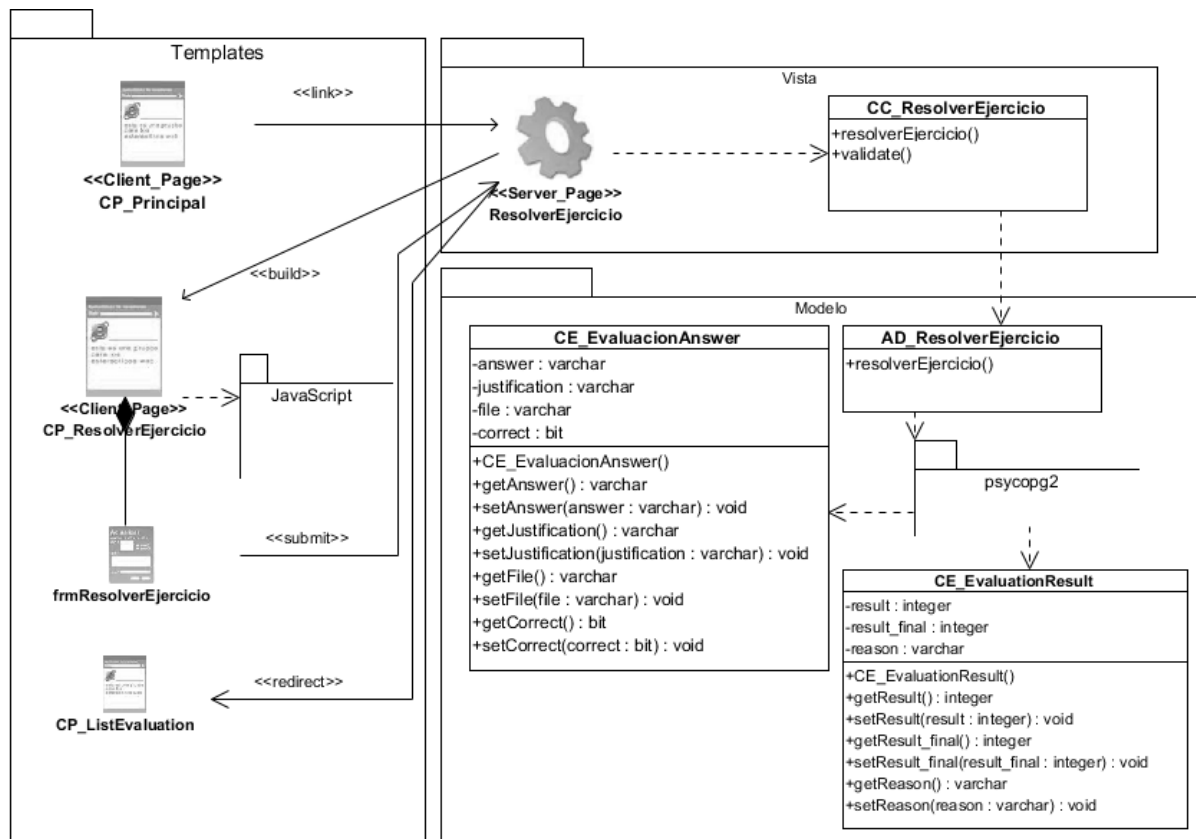 Templates
<<link>>
<<Client_Page>>
CP_Principal
<<build>>
<<Client_Page>>
CP_ResolverEjercicio
JavaScript
<<submit>>
frmResolverEjercicio
<<redirect>>
CP_ListEvaluation
Vista
<<Server_Page>>
ResolverEjercicio
CC_ResolverEjercicio
+resolverEjercicio()
+validate()
Modelo
CE_EvaluacionAnswer
-answer : varchar
-justification : varchar
-file : varchar
-correct : bit
+CE_EvaluacionAnswer()
+getAnswer() : varchar
+setAnswer(answer : varchar) : void
+getJustification() : varchar
+setJustification(justification : varchar) : void
+getFile() : varchar
+setFile(file : varchar) : void
+getCorrect() : bit
+setCorrect(correct : bit) : void
AD_ResolverEjercicio
+resolverEjercicio()
psycopg2
CE_EvaluationResult
-result : integer
-result_final : integer
-reason : varchar
+CE_EvaluationResult()
+getResult() : integer
+setResult(result : integer) : void
+getResult_final() : integer
+setResult_final(result_final : integer) : void
+getReason() : varchar
+setReason(reason : varchar) : void